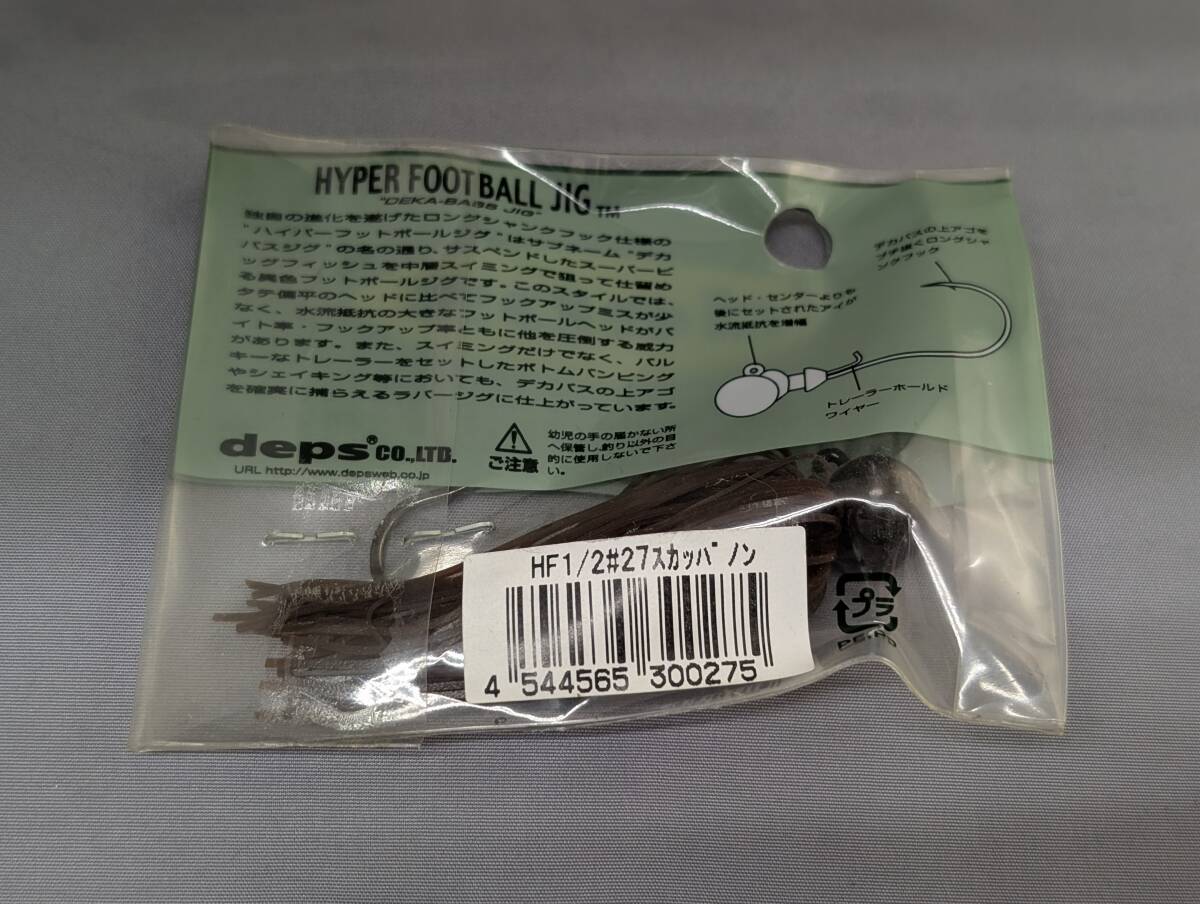 HYPER FOOTBALL JIG™
"DEKA-BASS JIG"
独自の進化を遂げたロングシャンクフック仕様の
"ハイパーフットボールジグ"はサブネーム"デカ
バスジグ"の名の通り、サスペンドしたスーパービ
ッグフィッシュを中層スイミングで狙って仕留め
る異色フットボールジグです。このスタイルでは、
タテ偏平のヘッドに比べてフックアップミスが少
なく、水流抵抗の大きなフットボールヘッドがバ
イト率・フックアップ率ともに他を圧倒する威力
があります。また、スイミングだけでなく、バル
キーなトレーラーをセットしたボトムバンピング
やシェイキング等においても、デカバスの上アゴ
を確実に捕らえるラバージグに仕上がっています。
デカバスの上アゴを
ブチ抜くロングシャ
ンクフック
ヘッド・センターよりも
後にセットされたアイが
水流抵抗を増幅
トレーラーホールド
ワイヤー
deps® CO.,LTD.
URL http://www.depsweb.co.jp
ご注意
幼児の手の届かない所
へ保管し、釣り以外の目
的に使用しないで下さ
い。
HF1/2#27スカッパノン
4 544565 300275
プラ